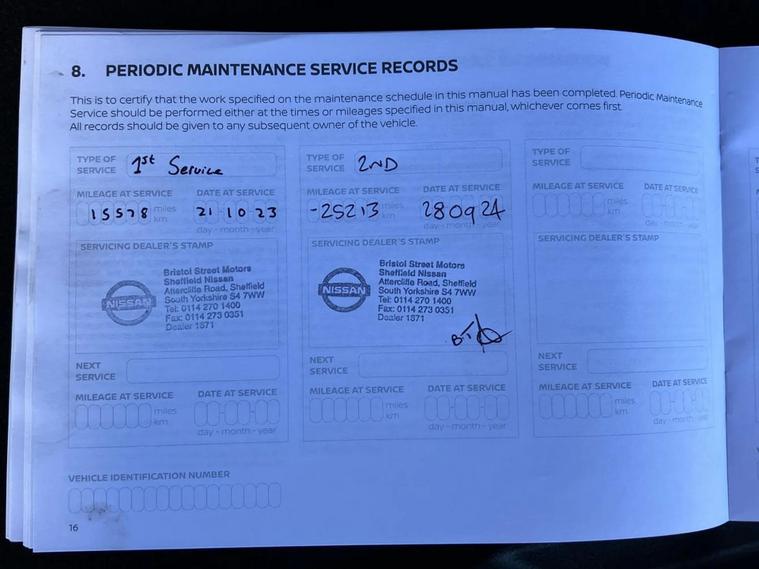 8. PERIODIC MAINTENANCE SERVICE RECORDS
This is to certify that the work specified on the maintenance schedule in this manual has been completed. Periodic Maintenance
Service should be performed either at the times or mileages specified in this manual, whichever comes first.
All records should be given to any subsequent owner of the vehicle.
TYPE OF SERVICE 1st Service
MILEAGE AT SERVICE DATE AT SERVICE
15578 miles km 21 10 23
day - month - year
SERVICING DEALER'S STAMP
NISSAN
Bristol Street Motors
Sheffield Nissan
Attercliffe Road, Sheffield
South Yorkshire S4 7WW
Tel: 0114 270 1400
Fax: 0114 273 0351
Dealer 1871
NEXT SERVICE
MILEAGE AT SERVICE DATE AT SERVICE
miles km
day - month - year
TYPE OF SERVICE 2ND
MILEAGE AT SERVICE DATE AT SERVICE
-25213 miles km 280924
day - month - year
SERVICING DEALER'S STAMP
NISSAN
Bristol Street Motors
Sheffield Nissan
Attercliffe Road, Sheffield
South Yorkshire S4 7WW
Tel: 0114 270 1400
Fax: 0114 273 0351
Dealer 1871
NEXT SERVICE
MILEAGE AT SERVICE DATE AT SERVICE
miles km
day - month - year
TYPE OF SERVICE
MILEAGE AT SERVICE DATE AT SERVICE
miles km
day - month - year
SERVICING DEALER'S STAMP
NEXT SERVICE
MILEAGE AT SERVICE DATE AT SERVICE
miles km
day - month - year
VEHICLE IDENTIFICATION NUMBER
16